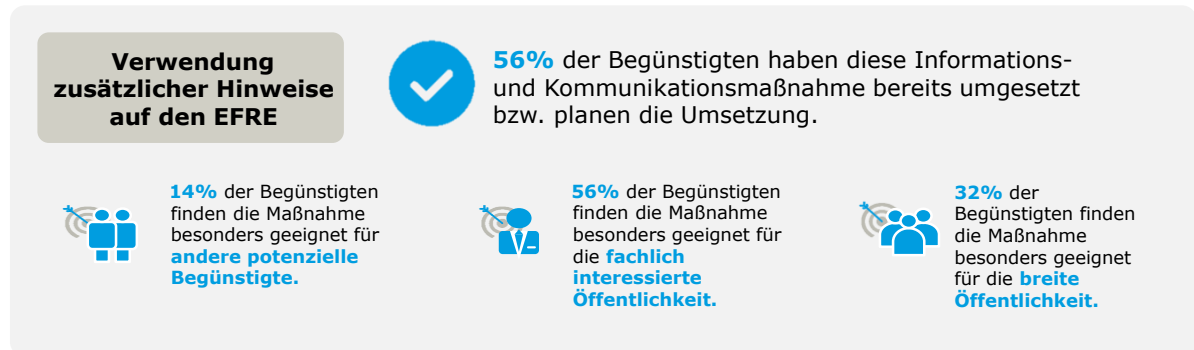 Verwendung
zusätzlicher Hinweise
auf den EFRE
56% der Begünstigten haben diese Informations-
und Kommunikationsmaßnahme bereits umgesetzt
bzw. planen die Umsetzung.
14% der Begünstigten
finden die Maßnahme
besonders geeignet für
andere potenzielle
Begünstigte.
56% der Begünstigten
finden die Maßnahme
besonders geeignet für
die fachlich
interessierte
Öffentlichkeit.
32% der
Begünstigten finden
die Maßnahme
besonders geeignet
für die breite
Öffentlichkeit.